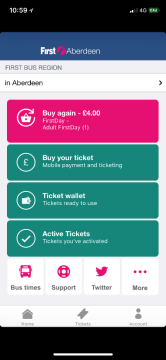 10:59
4G
First Aberdeen
FIRST BUS REGION
in Aberdeen
Buy again - £4.00
FirstDay -
Adult FirstDay (1)
£
Buy your ticket
Mobile payment and ticketing
Ticket wallet
Tickets ready to use
Active Tickets
Tickets you've activated
Bus times
Support
Twitter
More
Home
Tickets
Account